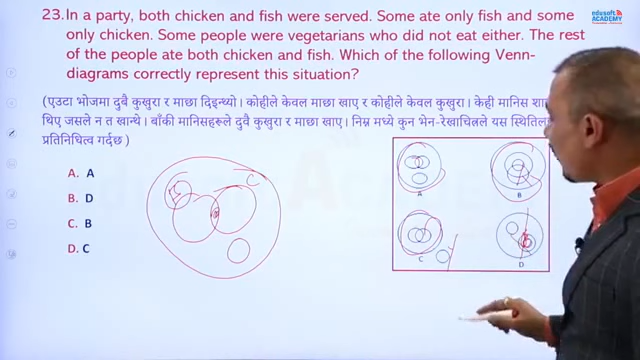 edusoft
ACADEMY
23. In a party, both chicken and fish were served. Some ate only fish and some
only chicken. Some people were vegetarians who did not eat either. The rest
of the people ate both chicken and fish. Which of the following Venn-
diagrams correctly represent this situation?
(एउटा भोजमा दुबै कुखुरा र माछा दिइन्थ्यो। कोहीले केवल माछा खाए र कोहीले केवल कुखुरा। केही मानिस
थिए जसले न त खान्थे। बाँकी मानिसहरूले दुवै कुखुरा र माछा खाए। निम्न मध्ये कुन भेन-रेखाचित्रले यस
प्रतिनिधित्व गर्दछ)
A. A
B. D
C. B
D. C
C
A
B
C
D